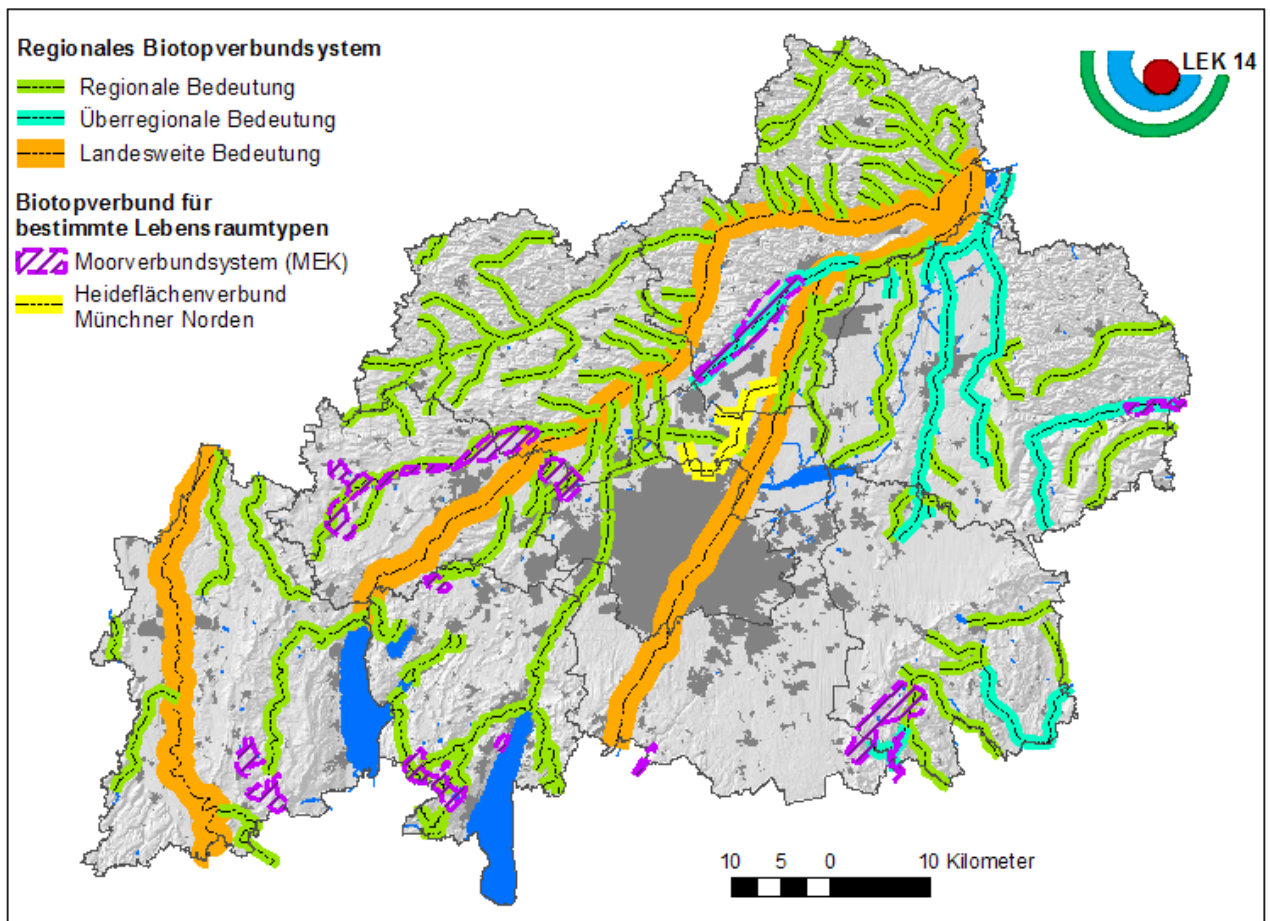 Regionales Biotopverbundsystem
Regionale Bedeutung
Überregionale Bedeutung
Landesweite Bedeutung
Biotopverbund für
bestimmte Lebensraumtypen
Moorverbundsystem (MEK)
Heideflächenverbund
Münchner Norden
LEK 14
10 5 0 10 Kilometer